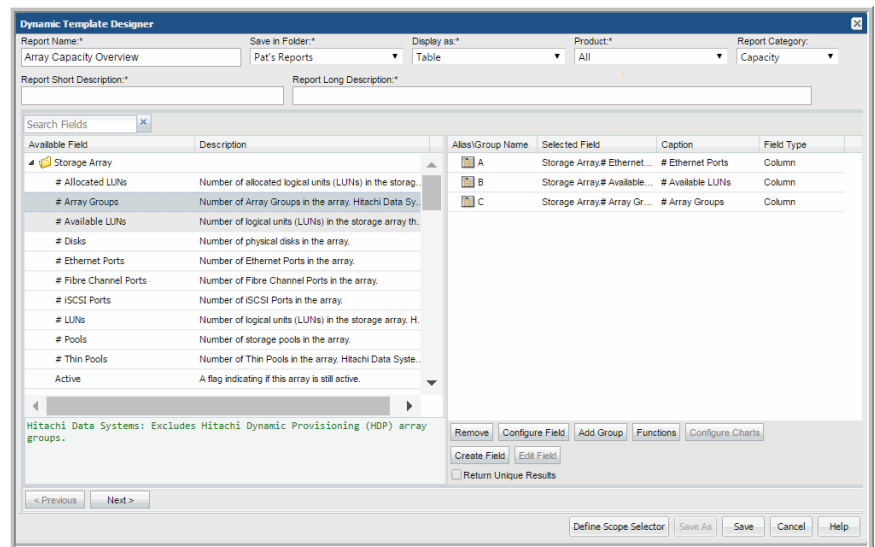 Dynamic Template Designer
Report Name:* Save in Folder:* Display as:* Product:* Report Category:
Array Capacity Overview Pat's Reports Table All Capacity
Report Short Description:* Report Long Description:*
Search Fields
Available Field Description
Storage Array
# Allocated LUNs Number of allocated logical units (LUNs) in the storag...
# Array Groups Number of Array Groups in the array. Hitachi Data Sy...
# Available LUNs Number of logical units (LUNs) in the storage array th...
# Disks Number of physical disks in the array.
# Ethernet Ports Number of Ethernet Ports in the array.
# Fibre Channel Ports Number of Fibre Channel Ports in the array.
# iSCSI Ports Number of iSCSI Ports in the array.
# LUNs Number of logical units (LUNs) in the storage array. H...
# Pools Number of storage pools in the array.
# Thin Pools Number of Thin Pools in the array. Hitachi Data Syste...
Active A flag indicating if this array is still active.
Hitachi Data Systems: Excludes Hitachi Dynamic Provisioning (HDP) array
groups.
Alias\Group Name Selected Field Caption Field Type
A Storage Array.# Ethernet... # Ethernet Ports Column
B Storage Array.# Available... # Available LUNs Column
C Storage Array.# Array Gr... # Array Groups Column
Remove Configure Field Add Group Functions Configure Charts
Create Field Edit Field
Return Unique Results
< Previous Next >
Define Scope Selector Save As Save Cancel Help